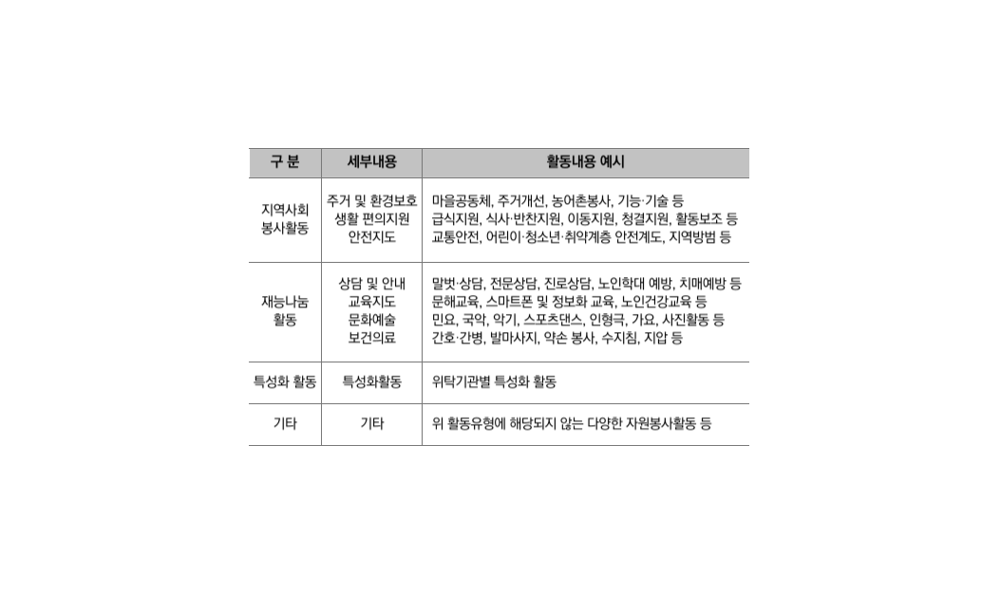 구 분 세부내용 활동내용 예시
지역사회
봉사활동
주거 및 환경보호
생활 편의지원
안전지도
마을공동체, 주거개선, 농어촌봉사, 기능·기술 등
급식지원, 식사·반찬지원, 이동지원, 청결지원, 활동보조 등
교통안전, 어린이·청소년·취약계층 안전계도, 지역방범 등
재능나눔
활동
상담 및 안내
교육지도
문화예술
보건의료
말벗·상담, 전문상담, 진로상담, 노인학대 예방, 치매예방 등
문해교육, 스마트폰 및 정보화 교육, 노인건강교육 등
민요, 국악, 악기, 스포츠댄스, 인형극, 가요, 사진활동 등
간호·간병, 발마사지, 약손 봉사, 수지침, 지압 등
특성화 활동 특성화활동 위탁기관별 특성화 활동
기타 기타 위 활동유형에 해당되지 않는 다양한 자원봉사활동 등